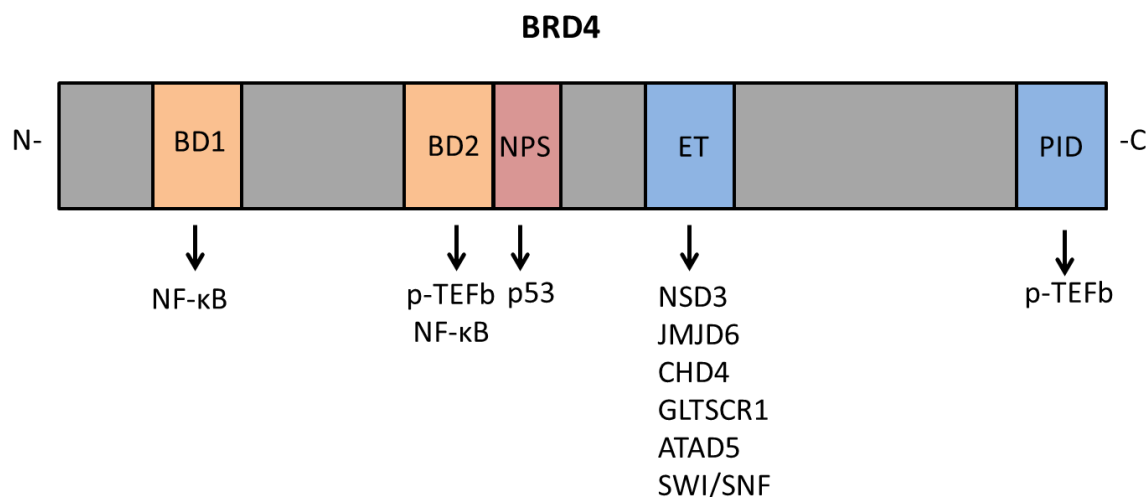 BRD4
N-
BD1
BD2
NPS
ET
PID
-C
NF-κB
p-TEFb
NF-κB
p53
NSD3
JMJD6
CHD4
GLTSCR1
ATAD5
SWI/SNF
p-TEFb